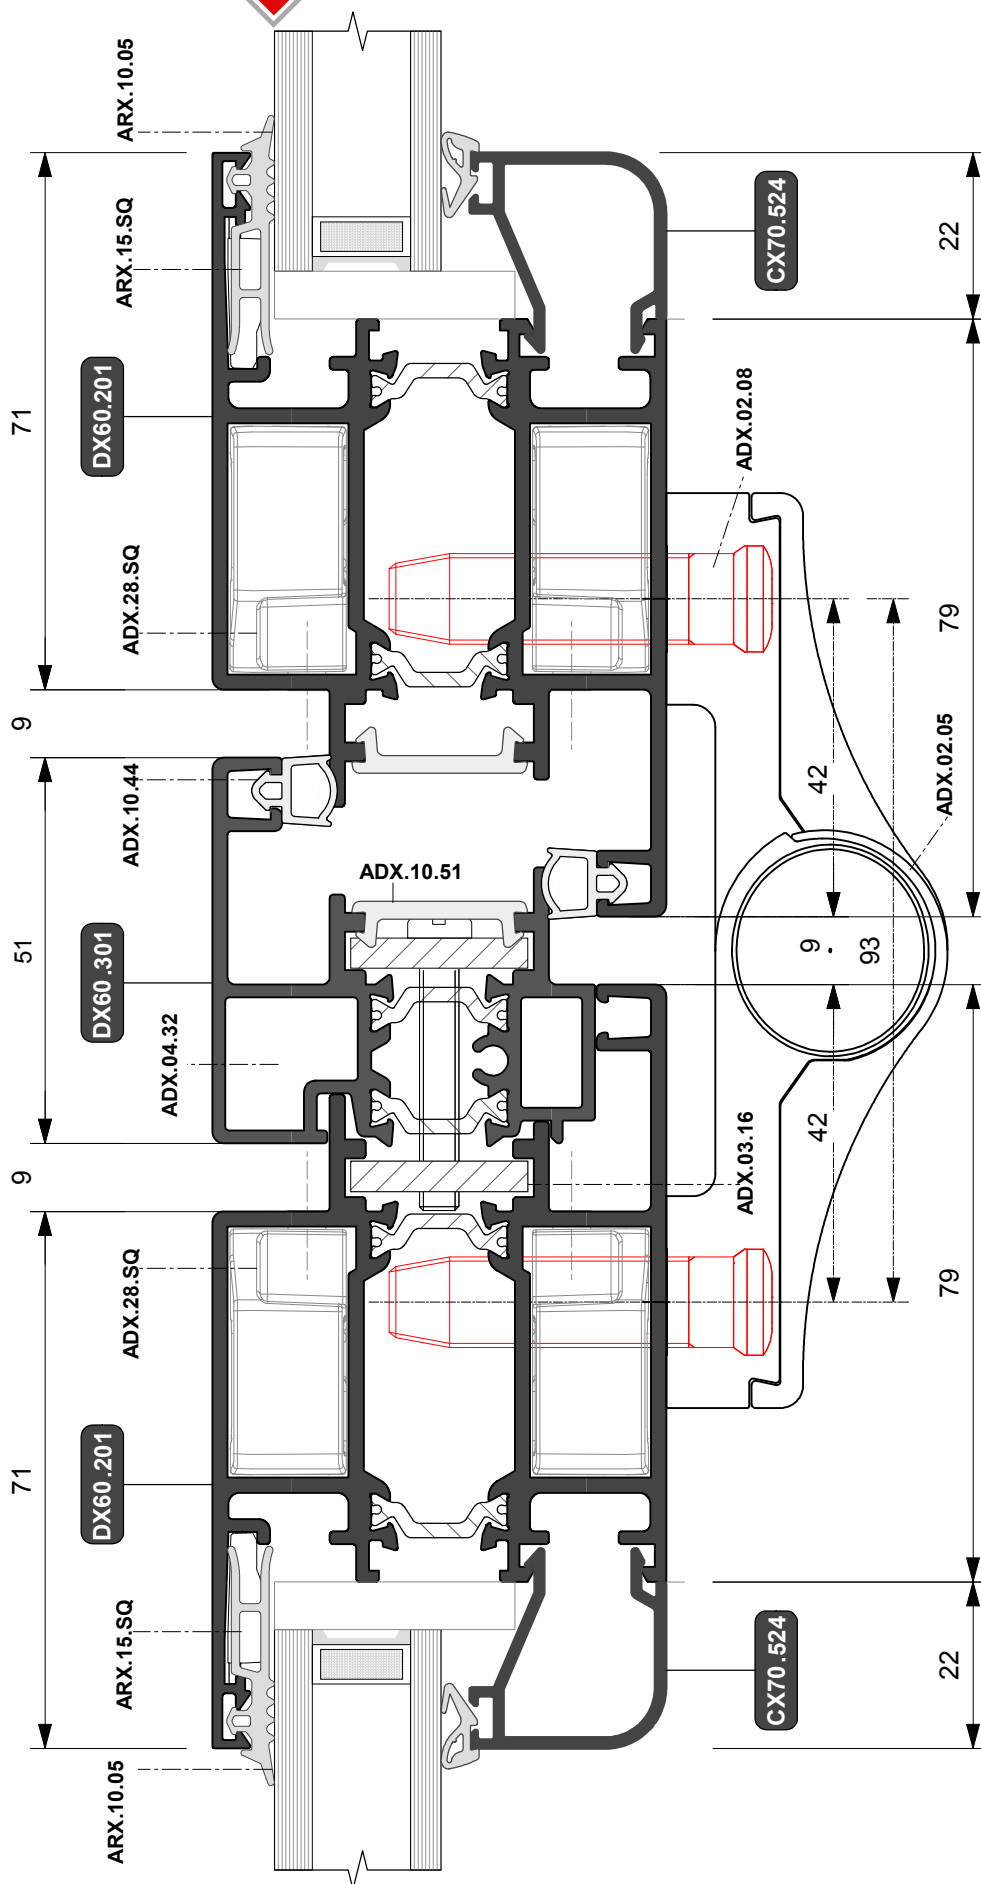 ARX.10.05
ARX.15.SQ
DX60.201
71
ADX.28.SQ
9
ADX.10.44
51
DX60.301
ADX.04.32
9
ADX.28.SQ
DX60.201
71
ARX.15.SQ
ARX.10.05
ADX.10.51
CX70.524
22
ADX.02.08
79
42
ADX.02.05
9
93
42
ADX.03.16
79
CX70.524
22